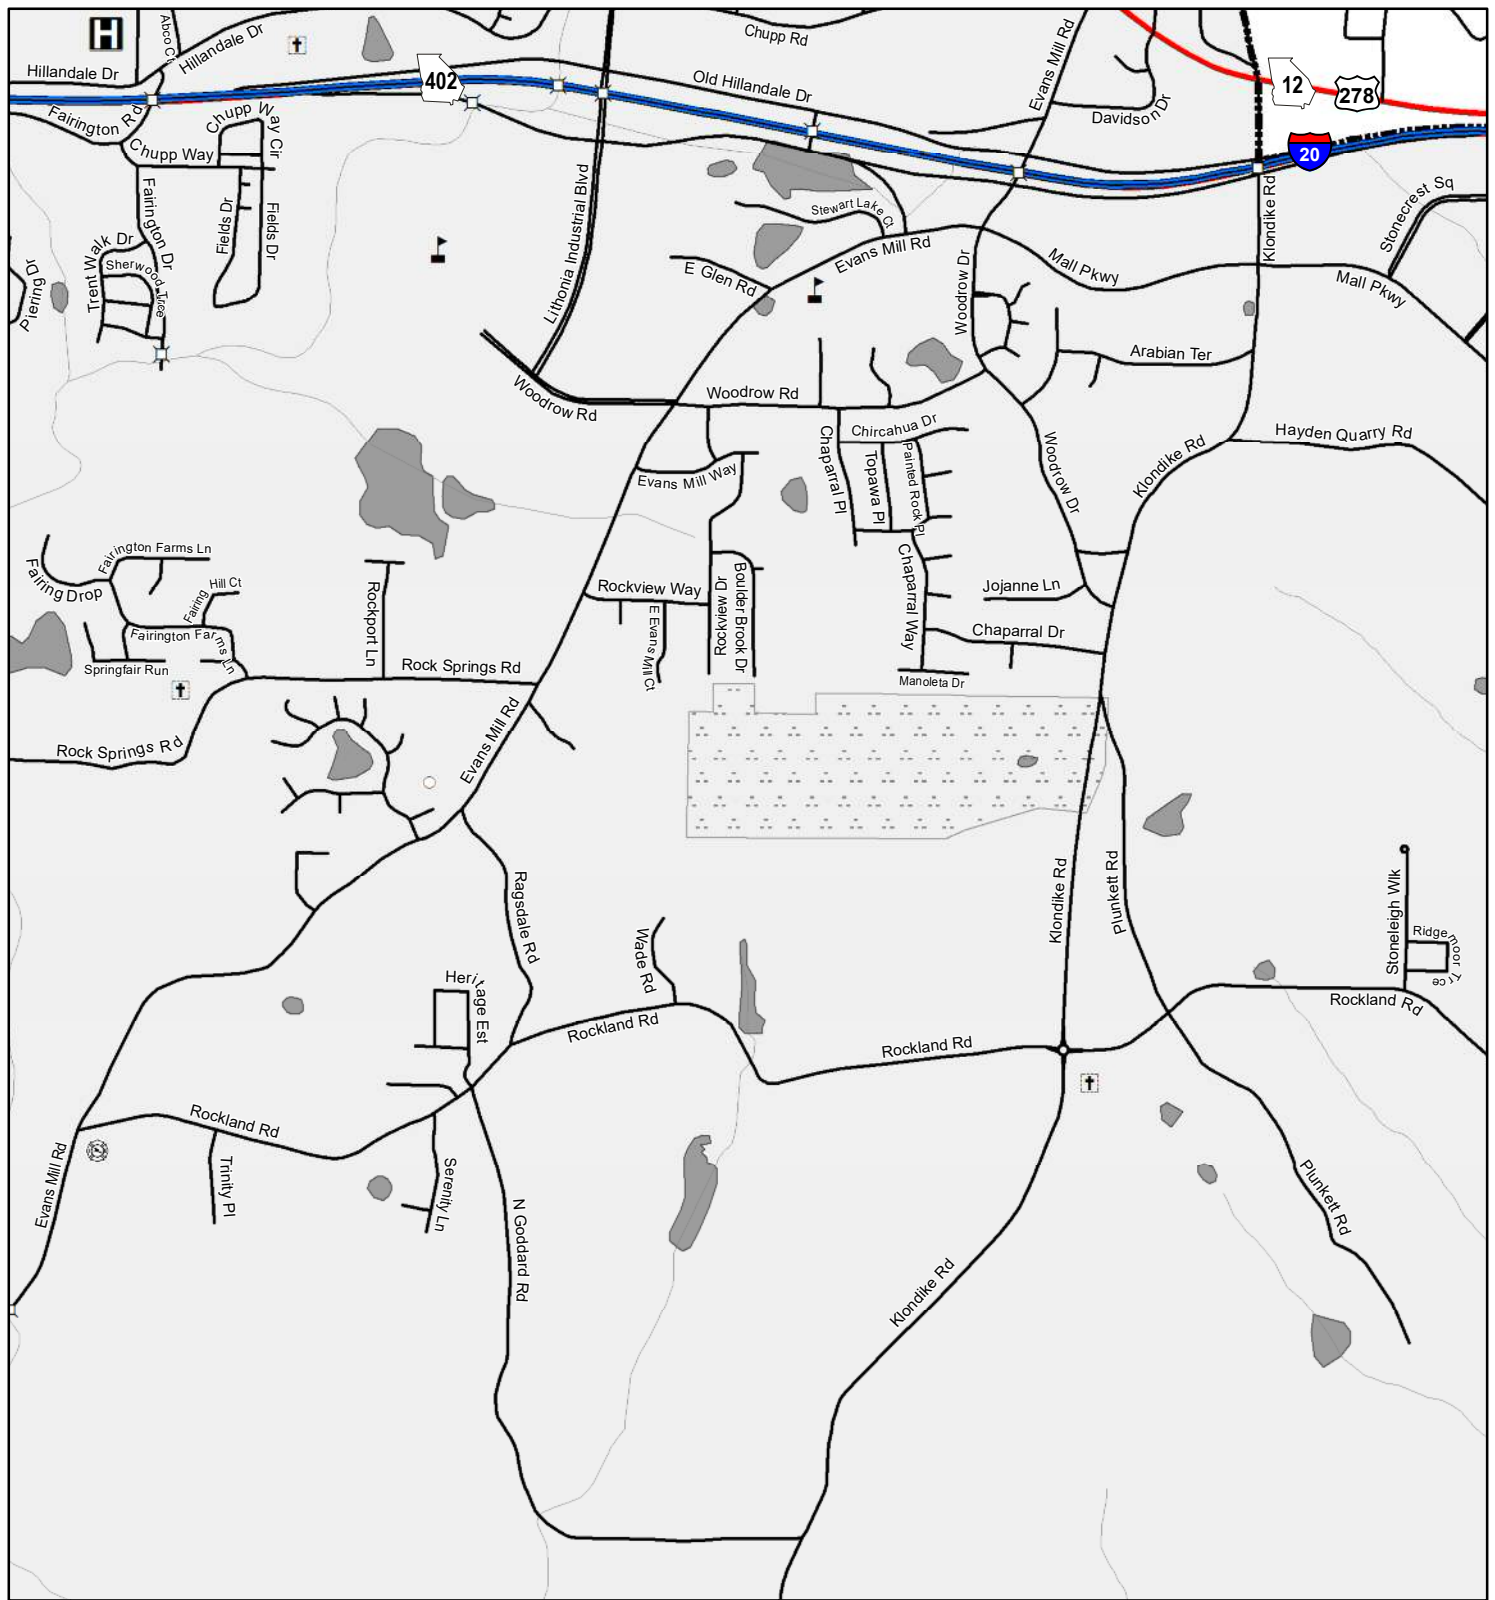 H
Abco Ct
Hillandale Dr
Hillandale Dr
Chupp Rd
Evans Mill Rd
402
Old Hillandale Dr
12
278
Davidson Dr
Fairington Rd
Chupp Way Cir
Chupp Way
20
Fairington Dr
Fields Dr
Fields Dr
Lithonia Industrial Blvd
Stewart Lake Ct
Klondike Rd
Stonecrest Sq
Trent Walk Dr
Sherwood Trce
Piering Dr
E Glen Rd
Evans Mill Rd
Woodrow Dr
Mall Pkwy
Mall Pkwy
Arabian Ter
Woodrow Rd
Woodrow Rd
Chircahua Dr
Chaparral Pl
Topawa Pl
Painted Rock Pl
Woodrow Dr
Klondike Rd
Hayden Quarry Rd
Evans Mill Way
Fairington Farms Ln
Fairing Drop
Fairing Hill Ct
Fairington Farms Ln
Springfair Run
Rockport Ln
Rockview Way
E Evans Mill Ct
Rockview Dr
Boulder Brook Dr
Chaparral Way
Jojanne Ln
Chaparral Dr
Manoleta Dr
Rock Springs Rd
Rock Springs Rd
Evans Mill Rd
Ragsdale Rd
Wade Rd
Klondike Rd
Plunkett Rd
Stoneleigh Wlk
Ridgemoor Trce
Rockland Rd
Heritage Est
Rockland Rd
Rockland Rd
Rockland Rd
Evans Mill Rd
Trinity Pl
Serenity Ln
N Goddard Rd
Plunkett Rd
Klondike Rd